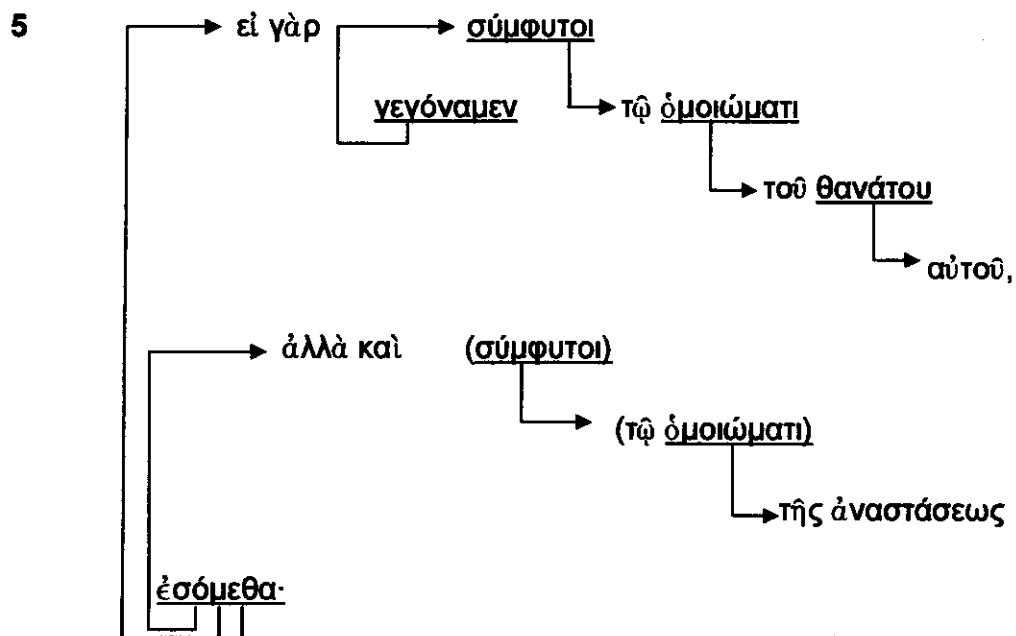 5 εἰ γὰρ σύμφυτοι
γεγόναμεν τῷ ὁμοιώματι
τοῦ θανάτου
αὐτοῦ,
ἀλλὰ καὶ (σύμφυτοι)
(τῷ ὁμοιώματι)
τῆς ἀναστάσεως
ἐσόμεθα·